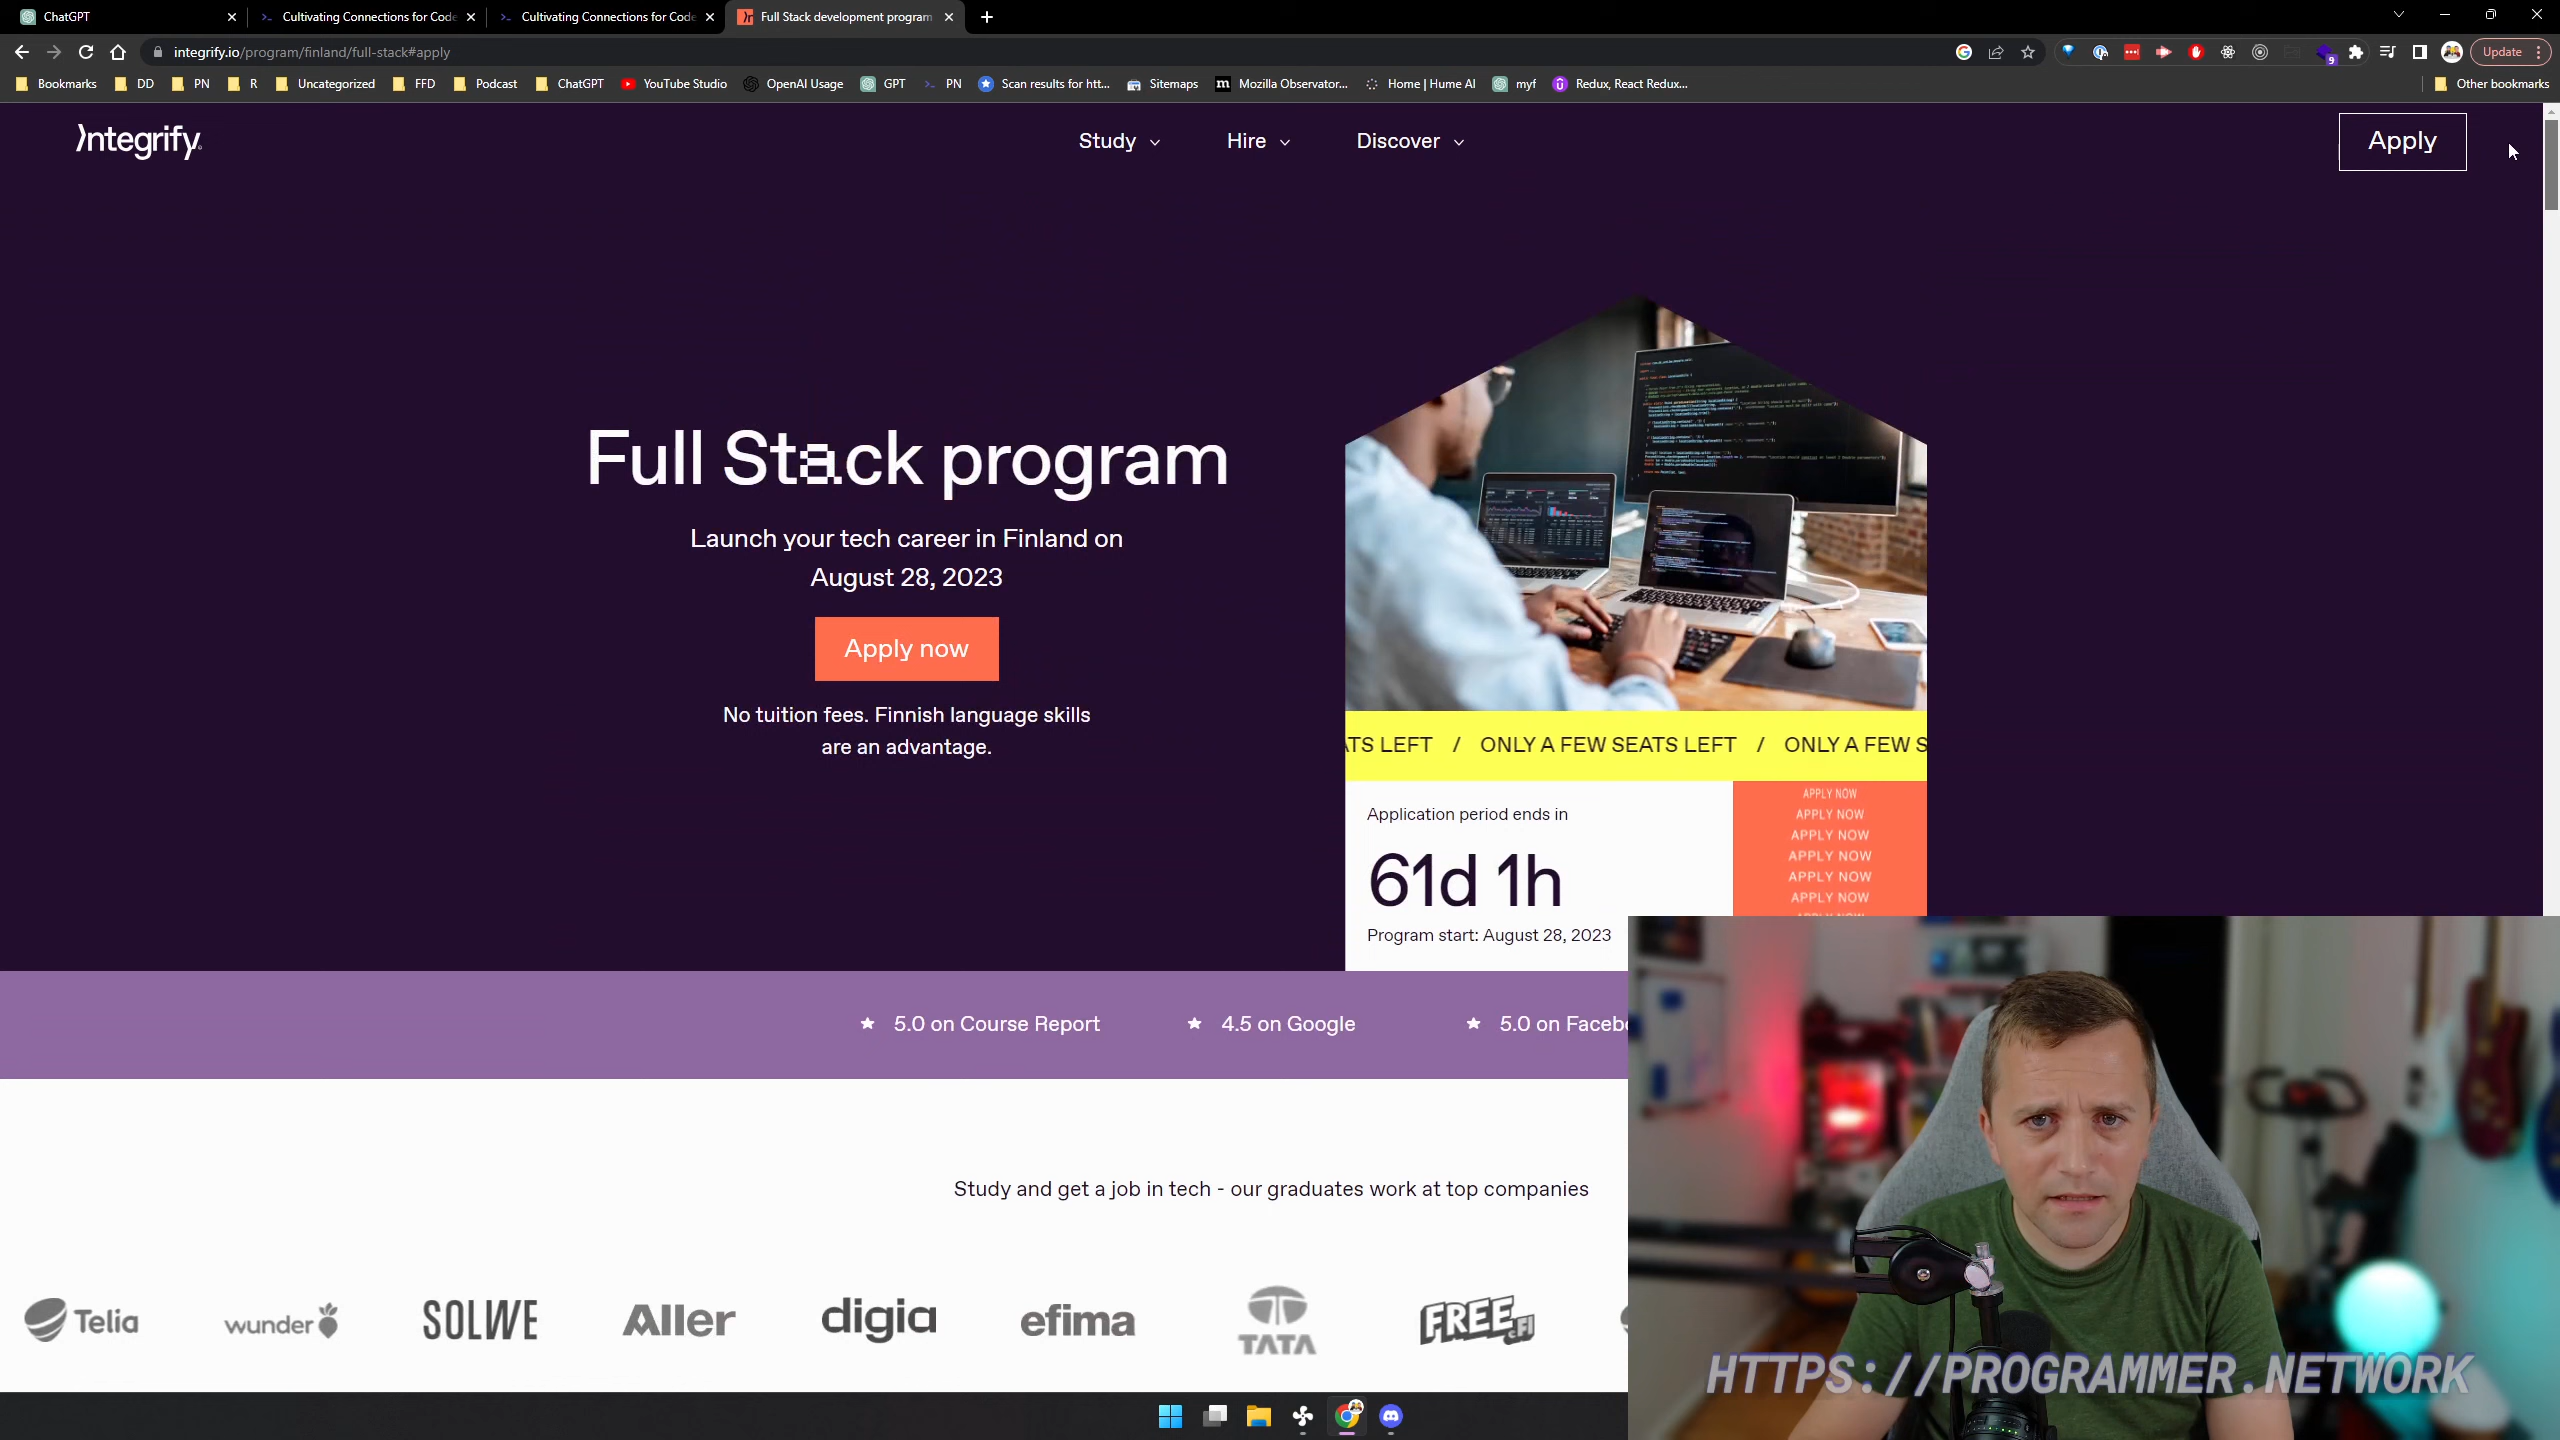 ChatGPT
Cultivating Connections for Code
Cultivating Connections for Code
Full Stack development program
integrify.io/program/finland/full-stack#apply
Update
Bookmarks
DD
PN
R
Uncategorized
FFD
Podcast
ChatGPT
YouTube Studio
OpenAI Usage
GPT
PN
Scan results for htt...
Sitemaps
Mozilla Observator...
Home | Hume AI
myf
Redux, React Redux...
Other bookmarks
Integrify
Study
Hire
Discover
Apply
Full Stack program
Launch your tech career in Finland on
August 28, 2023
Apply now
No tuition fees. Finnish language skills
are an advantage.
ATS LEFT / ONLY A FEW SEATS LEFT / ONLY A FEW S
Application period ends in
61d 1h
Program start: August 28, 2023
APPLY NOW
APPLY NOW
APPLY NOW
APPLY NOW
APPLY NOW
APPLY NOW
5.0 on Course Report
4.5 on Google
5.0 on Facebo
Study and get a job in tech - our graduates work at top companies
Telia
wunder
SOLWE
Aller
digia
efima
TATA
FREE.FI
HTTPS://PROGRAMMER.NETWORK